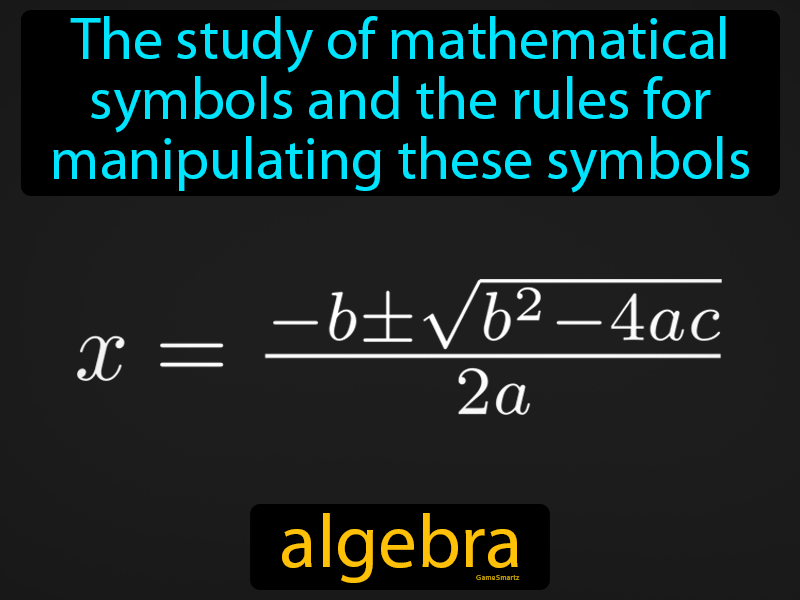 The study of mathematical
symbols and the rules for
manipulating these symbols
x = \frac{-b \pm \sqrt{b^2 - 4ac}}{2a}
algebra
GameSmartz